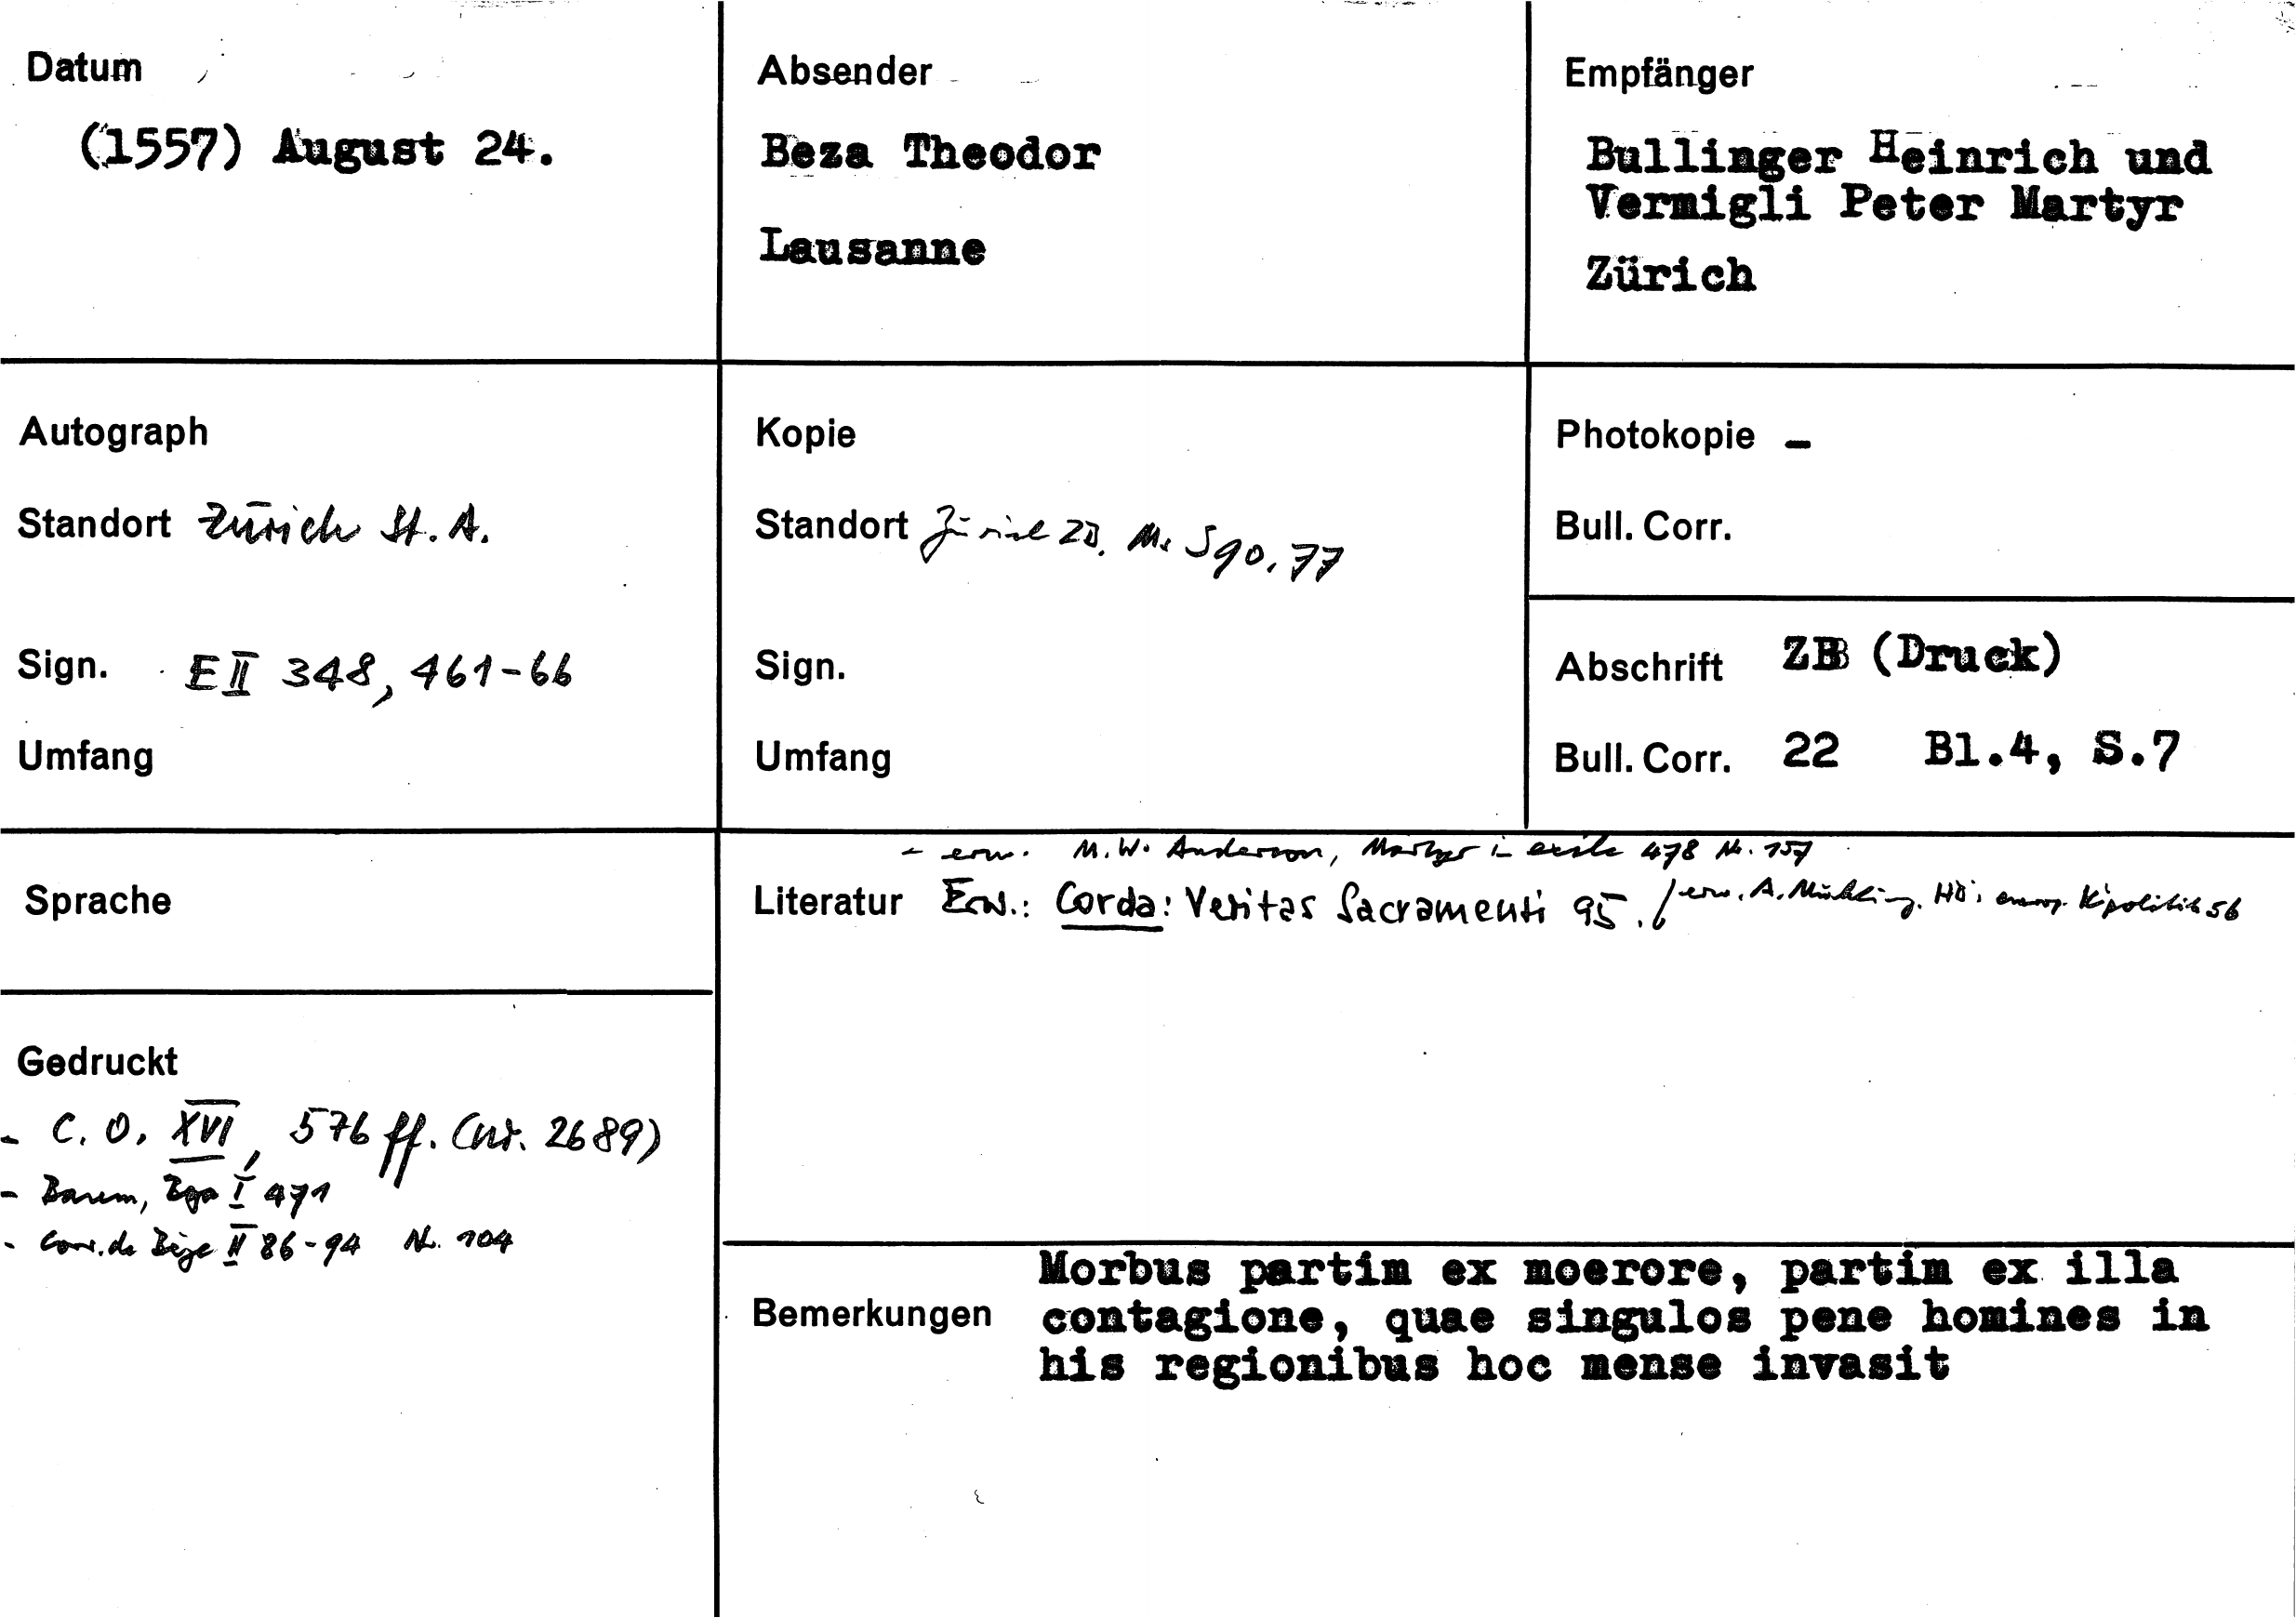 Datum
(1557) August 24.
Absender
Beza Theodor
Lausanne
Empfänger
Bullinger Heinrich und
Vermigli Peter Martyr
Zürich
Autograph
Standort Zürich St. A.
Sign. E II 348, 461-66
Umfang
Kopie
Standort Zürich ZB. Ms S 90, 77
Sign.
Umfang
Photokopie -
Bull. Corr.
Abschrift ZB (Druck)
Bull. Corr. 22 Bl.4, S.7
Sprache
Gedruckt
- C. O. XVI, 576 ff. (Nr. 2689)
- Beza I 471
- Corr. de Bèze II 86-94 Nr. 104
- erw. M. W. Anderson, Martyr 478 Nr. 157
Literatur Erw.: Corda: Veritas Sacramenti 95. / erw. A. Mühling, HB's europ. K'politik 56
Bemerkungen
Morbus partim ex moerore, partim ex illa
contagione, quae singulos pene homines in
his regionibus hoc mense invasit